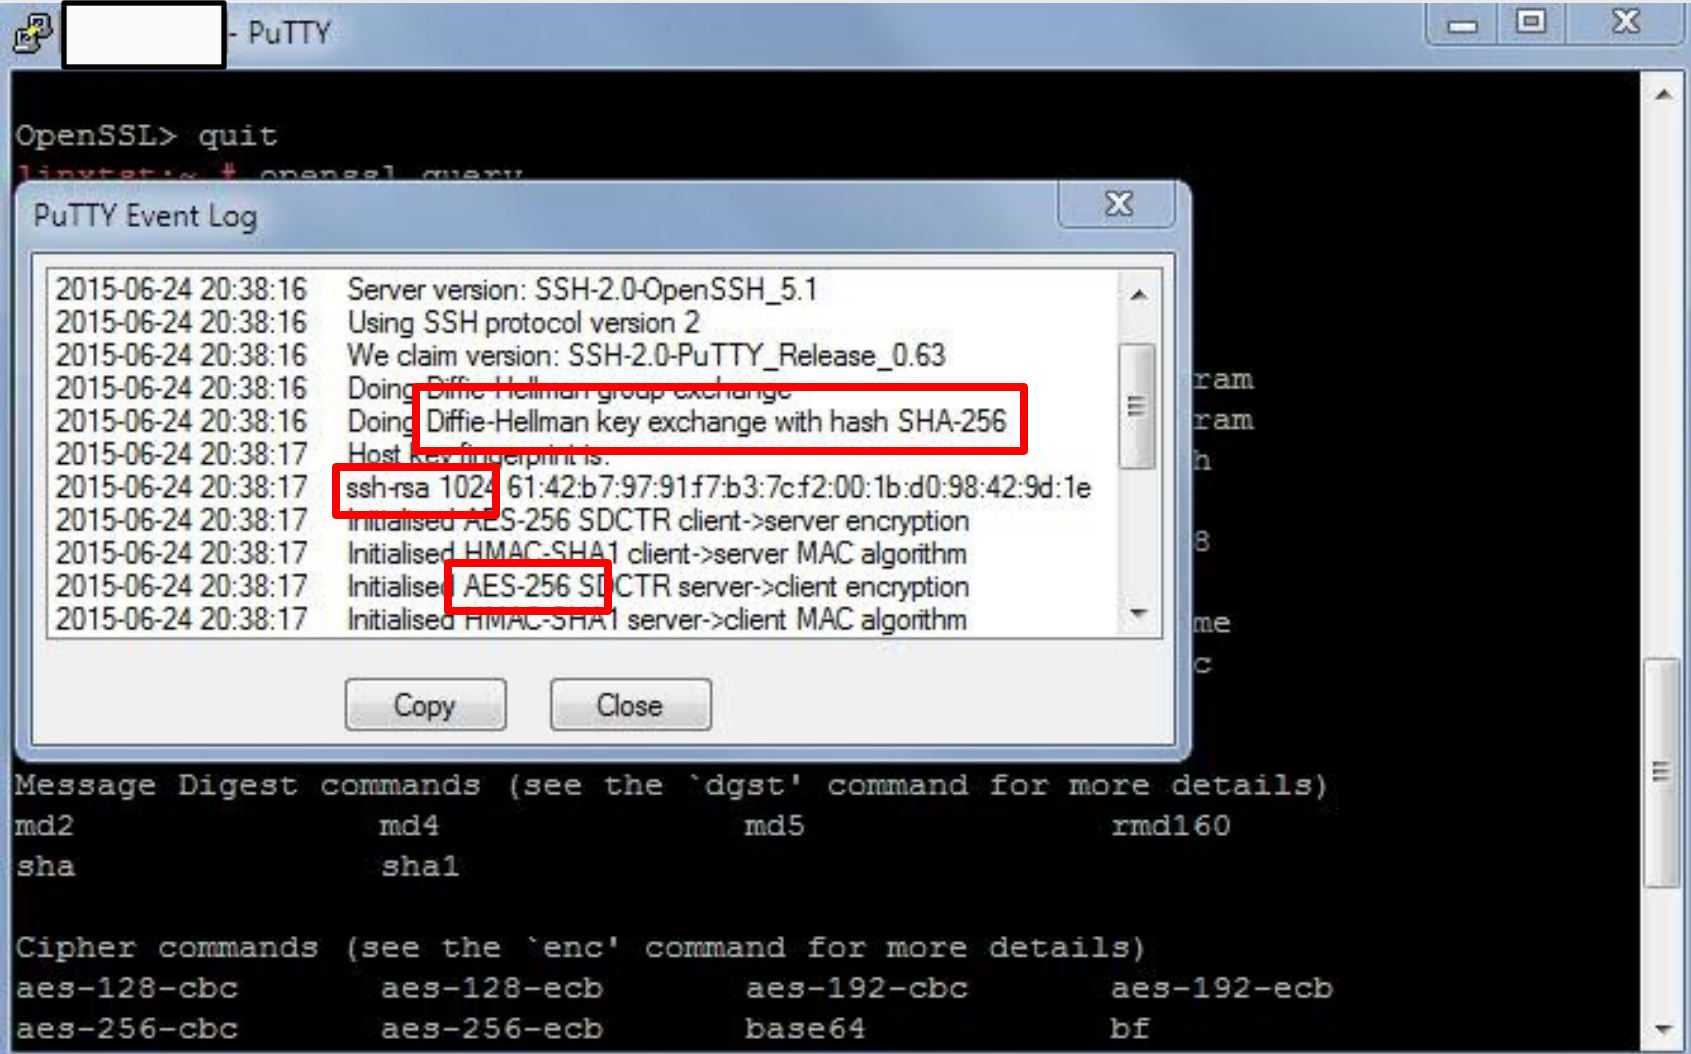 - PuTTY
OpenSSL> quit
linxtst:~ # openssl query
PuTTY Event Log
2015-06-24 20:38:16 Server version: SSH-2.0-OpenSSH_5.1
2015-06-24 20:38:16 Using SSH protocol version 2
2015-06-24 20:38:16 We claim version: SSH-2.0-PuTTY_Release_0.63
2015-06-24 20:38:16 Doing Diffie-Hellman group exchange
2015-06-24 20:38:16 Doing Diffie-Hellman key exchange with hash SHA-256
2015-06-24 20:38:17 Host key fingerprint is:
2015-06-24 20:38:17 ssh-rsa 1024 61:42:b7:97:91:f7:b3:7c:f2:00:1b:d0:98:42:9d:1e
2015-06-24 20:38:17 Initialised AES-256 SDCTR client->server encryption
2015-06-24 20:38:17 Initialised HMAC-SHA1 client->server MAC algorithm
2015-06-24 20:38:17 Initialised AES-256 SDCTR server->client encryption
2015-06-24 20:38:17 Initialised HMAC-SHA1 server->client MAC algorithm
ram
ram
h
8
me
c
Copy Close
Message Digest commands (see the `dgst' command for more details)
md2 md4 md5 rmd160
sha sha1
Cipher commands (see the `enc' command for more details)
aes-128-cbc aes-128-ecb aes-192-cbc aes-192-ecb
aes-256-cbc aes-256-ecb base64 bf